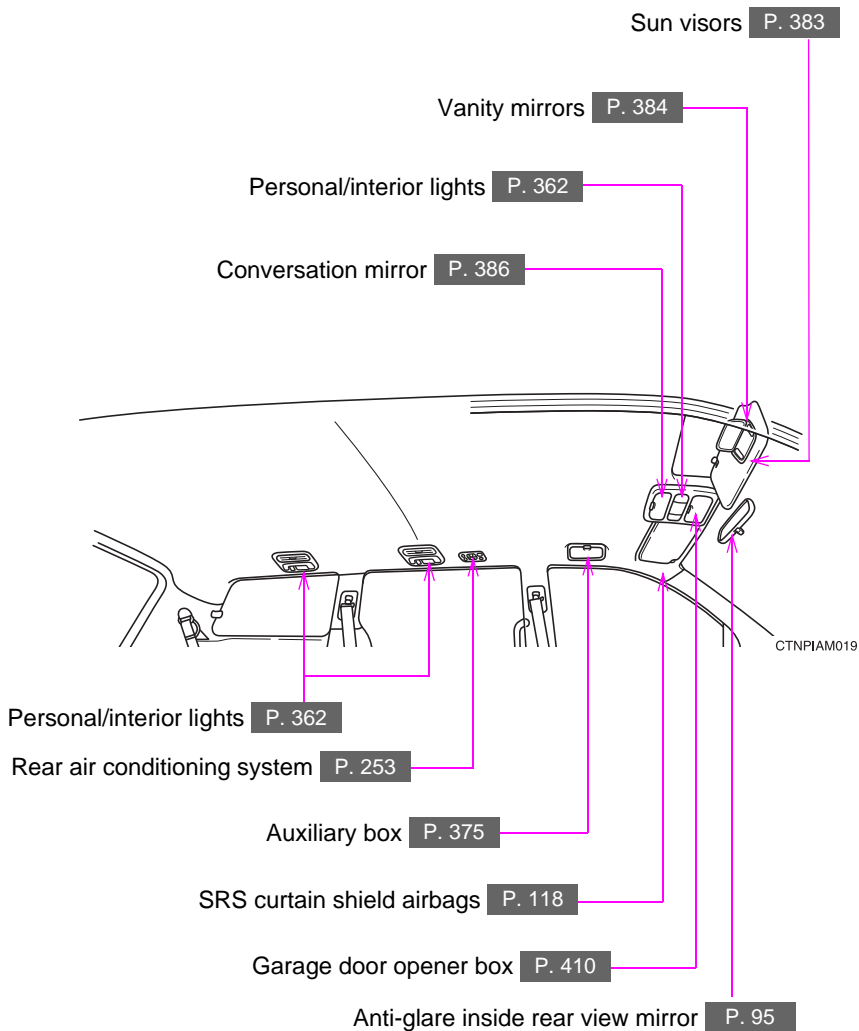 Sun visors P. 383
Vanity mirrors P. 384
Personal/interior lights P. 362
Conversation mirror P. 386
CTNPIAM019
Personal/interior lights P. 362
Rear air conditioning system P. 253
Auxiliary box P. 375
SRS curtain shield airbags P. 118
Garage door opener box P. 410
Anti-glare inside rear view mirror P. 95